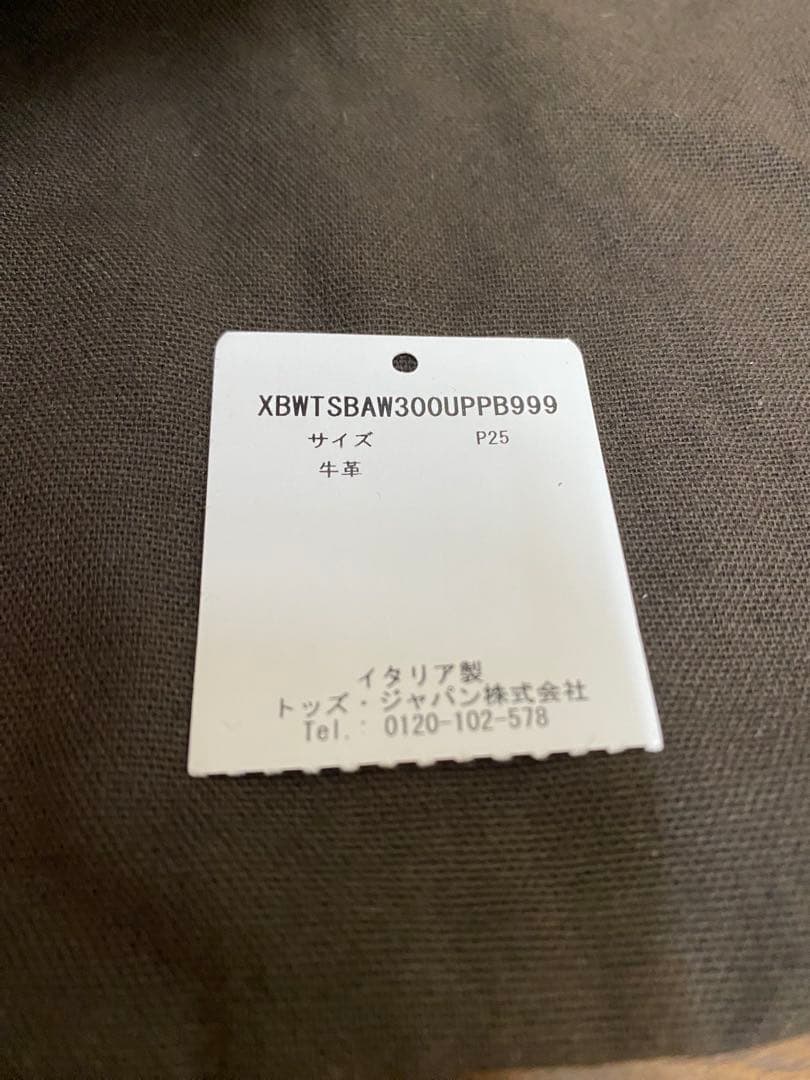 XBWTSBAW300UPPB999
サイズ P25
牛革
イタリア製
トッズ・ジャパン株式会社
Tel.: 0120-102-578